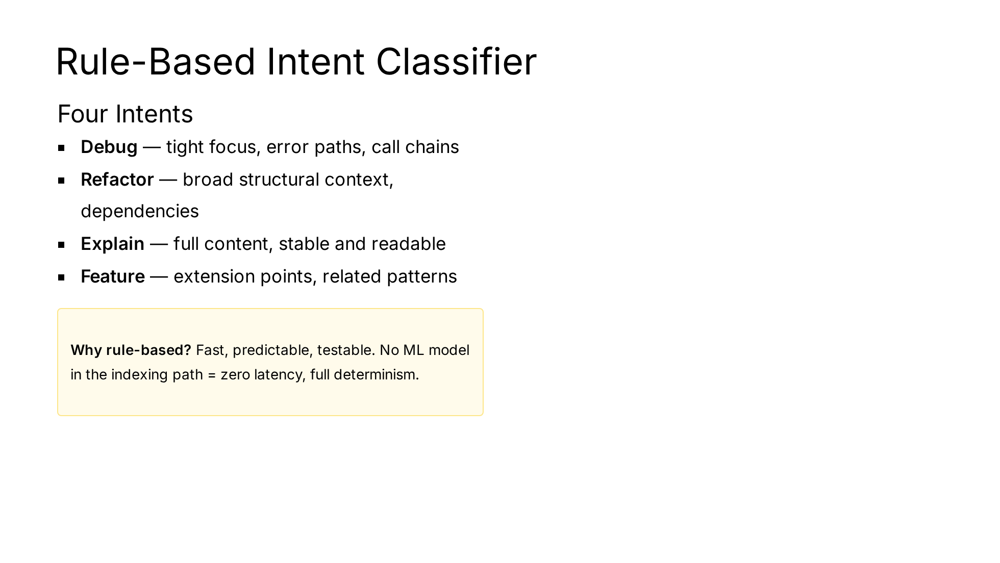 Rule-Based Intent Classifier
Four Intents
▪ Debug — tight focus, error paths, call chains
▪ Refactor — broad structural context,
dependencies
▪ Explain — full content, stable and readable
▪ Feature — extension points, related patterns
Why rule-based? Fast, predictable, testable. No ML model
in the indexing path = zero latency, full determinism.